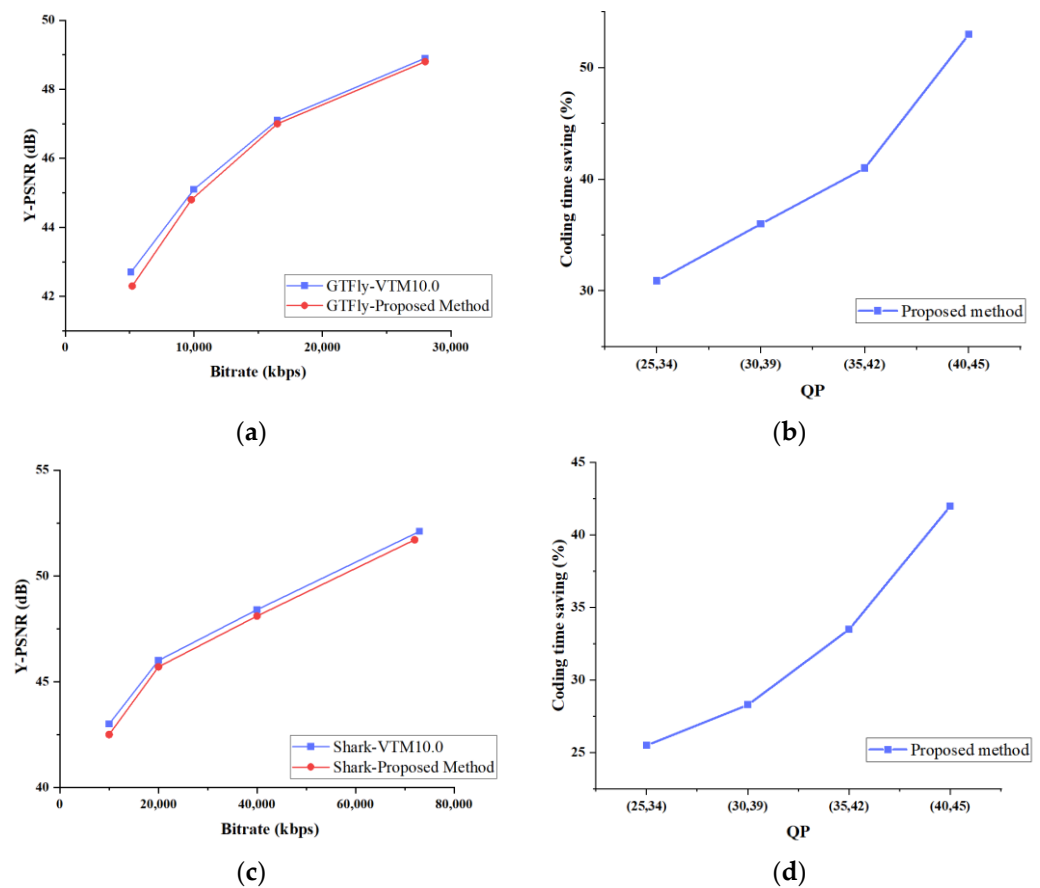 50
49
48
46
44
42
0
10,000
20,000
30,000
Y-PSNR (dB)
Bitrate (kbps)
GTFly-VTM10.0
GTFly-Proposed Method
(a)
50
40
30
(25,34)
(30,39)
(35,42)
(40,45)
Coding time saving (%)
QP
Proposed method
(b)
55
50
45
40
0
20,000
40,000
60,000
80,000
Y-PSNR (dB)
Bitrate (kbps)
Shark-VTM10.0
Shark-Proposed Method
(c)
45
40
35
30
25
(25,34)
(30,39)
(35,42)
(40,45)
Coding time saving (%)
QP
Proposed method
(d)